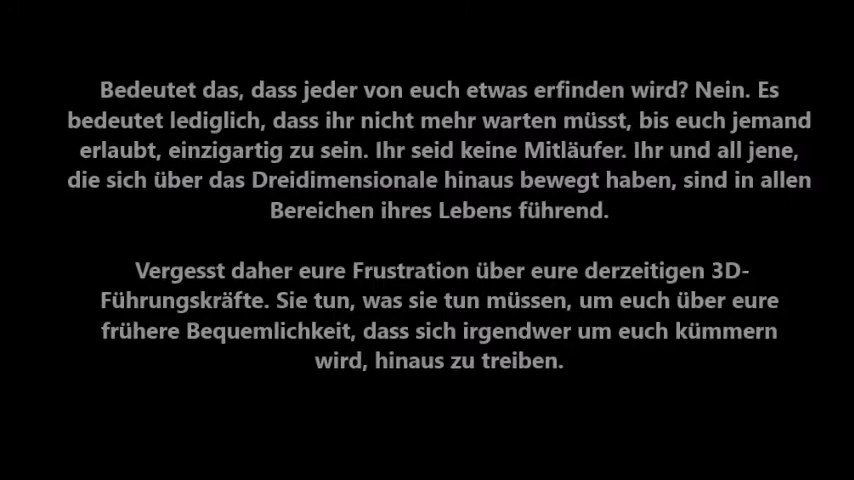 Bedeutet das, dass jeder von euch etwas erfinden wird? Nein. Es
bedeutet lediglich, dass ihr nicht mehr warten müsst, bis euch jemand
erlaubt, einzigartig zu sein. Ihr seid keine Mitläufer. Ihr und all jene,
die sich über das Dreidimensionale hinaus bewegt haben, sind in allen
Bereichen ihres Lebens führend.
Vergesst daher eure Frustration über eure derzeitigen 3D-
Führungskräfte. Sie tun, was sie tun müssen, um euch über eure
frühere Bequemlichkeit, dass sich irgendwer um euch kümmern
wird, hinaus zu treiben.